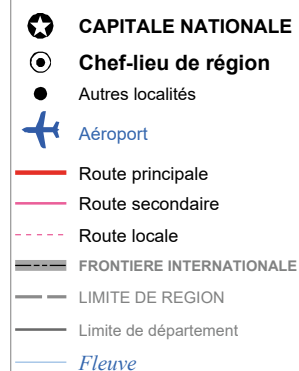 CAPITALE NATIONALE
Chef-lieu de région
Autres localités
Aéroport
Route principale
Route secondaire
Route locale
FRONTIERE INTERNATIONALE
LIMITE DE REGION
Limite de département
Fleuve